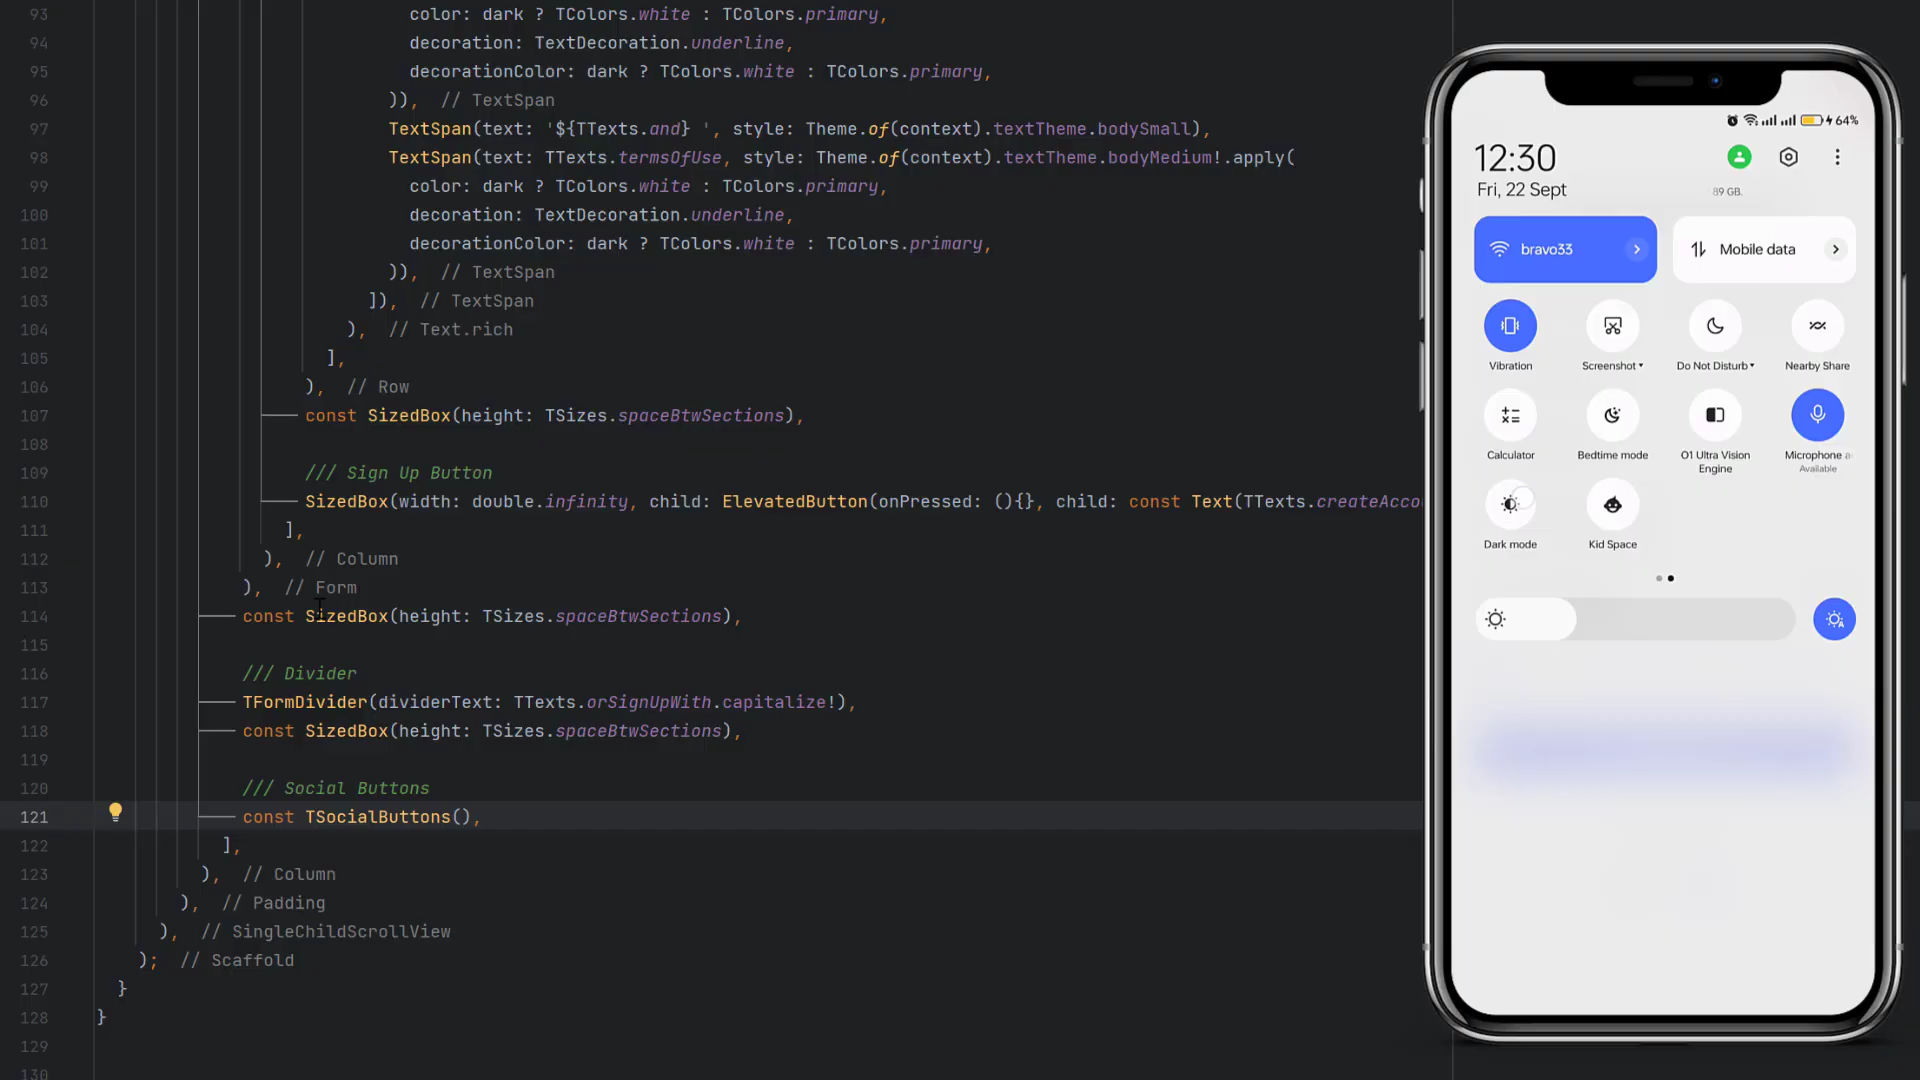 93 color: dark ? TColors.white : TColors.primary,
94 decoration: TextDecoration.underline,
95 decorationColor: dark ? TColors.white : TColors.primary,
96 )), // TextSpan
97 TextSpan(text: '${TTexts.and} ', style: Theme.of(context).textTheme.bodySmall),
98 TextSpan(text: TTexts.termsOfUse, style: Theme.of(context).textTheme.bodyMedium!.apply(
99 color: dark ? TColors.white : TColors.primary,
100 decoration: TextDecoration.underline,
101 decorationColor: dark ? TColors.white : TColors.primary,
102 )), // TextSpan
103 ]), // TextSpan
104 ), // Text.rich
105 ],
106 ), // Row
107 const SizedBox(height: TSizes.spaceBtwSections),
108
109 /// Sign Up Button
110 SizedBox(width: double.infinity, child: ElevatedButton(onPressed: (){}, child: const Text(TTexts.createAcco
111 ],
112 ), // Column
113 ), // Form
114 const SizedBox(height: TSizes.spaceBtwSections),
115
116 /// Divider
117 TFormDivider(dividerText: TTexts.orSignUpWith.capitalize!),
118 const SizedBox(height: TSizes.spaceBtwSections),
119
120 /// Social Buttons
121 const TSocialButtons(),
122 ],
123 ), // Column
124 ), // Padding
125 ), // SingleChildScrollView
126 ); // Scaffold
127 }
128 }
129
130
64%
12:30
Fri, 22 Sept
89 GB.
bravo33
Mobile data
Vibration
Screenshot
Do Not Disturb
Nearby Share
Calculator
Bedtime mode
O1 Ultra Vision
Engine
Microphone a
Available
Dark mode
Kid Space